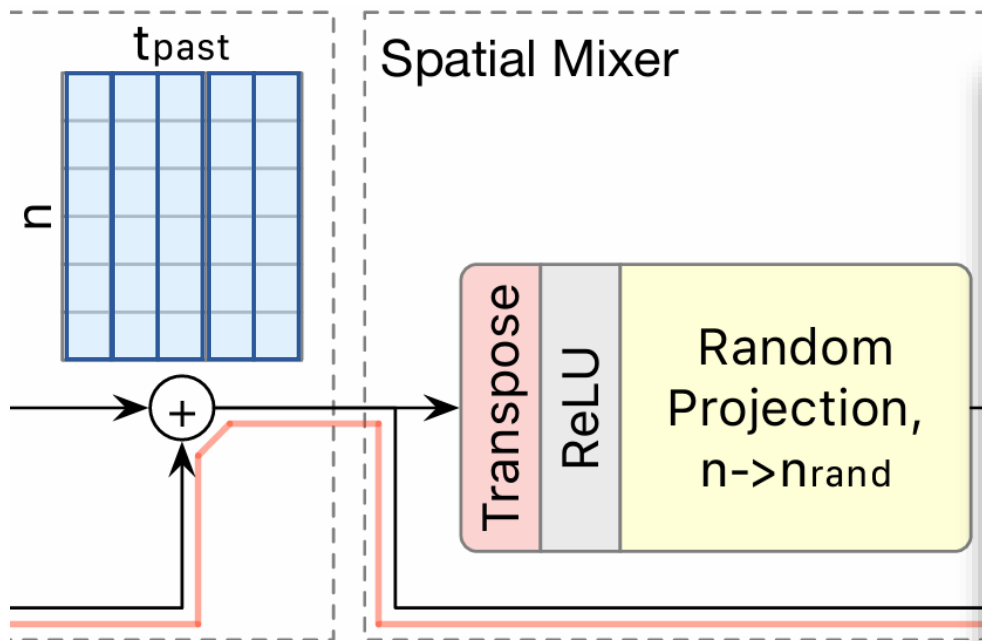 tpast
n
Spatial Mixer
+
Transpose
ReLU
Random
Projection,
n->nrand